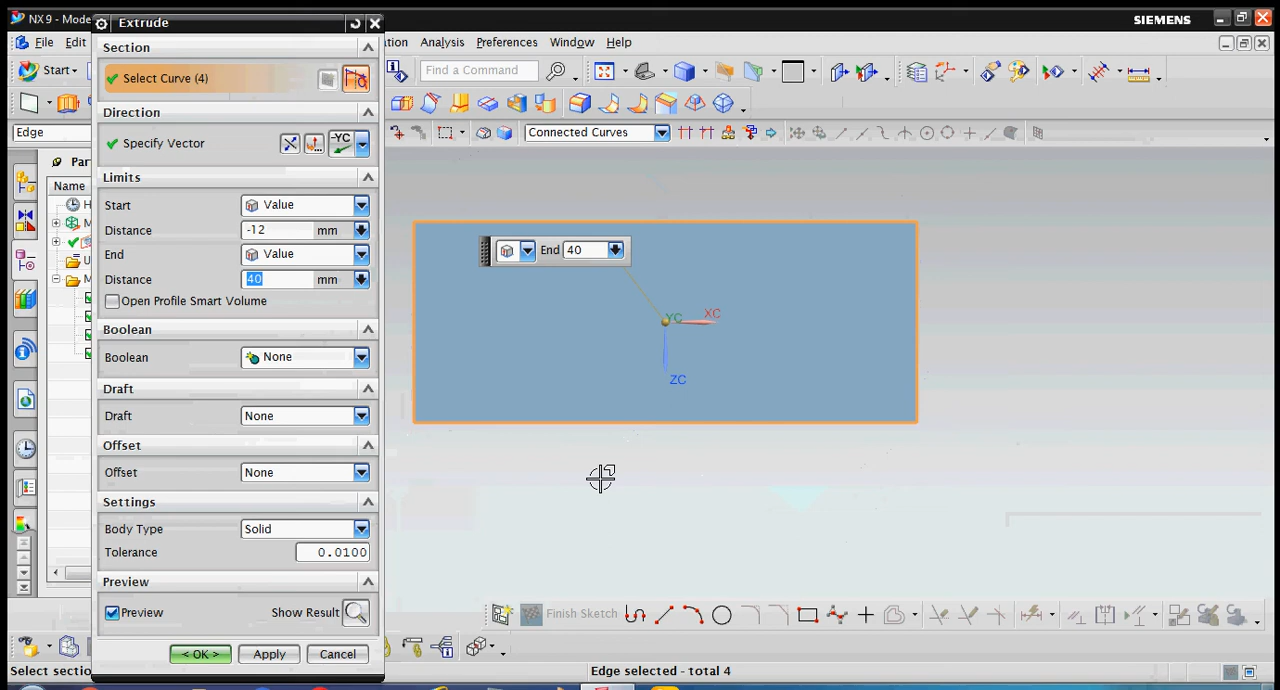 NX 9 - Mode
Extrude
SIEMENS
File Edit
ation Analysis Preferences Window Help
Section
Start
Select Curve (4)
Find a Command
Direction
Edge
Connected Curves
Specify Vector
-YC
Par
Limits
Name
Start
Value
Distance
-12 mm
End
Value
End 40
Distance
40 mm
Open Profile Smart Volume
YC
XC
ZC
Boolean
Boolean
None
Draft
Draft
None
Offset
Offset
None
Settings
Body Type
Solid
Tolerance
0.0100
Preview
Preview
Show Result
Finish Sketch
< OK >
Apply
Cancel
Select sectio
Edge selected - total 4